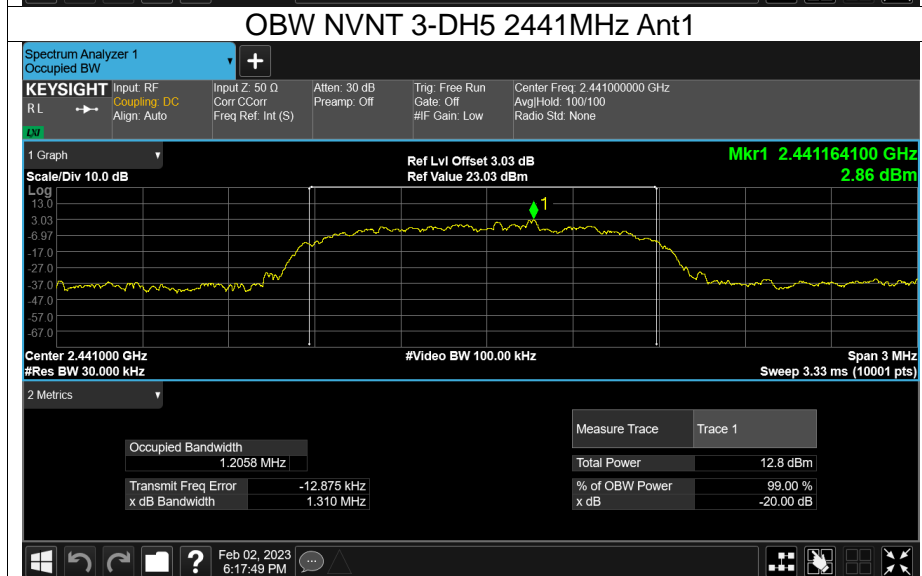 OBW NVNT 3-DH5 2441MHz Ant1
Spectrum Analyzer 1
Occupied BW
+
KEYSIGHT Input: RF Input Z: 50 Ω Atten: 30 dB Trig: Free Run Center Freq: 2.441000000 GHz
R L Coupling: DC Corr CCorr Preamp: Off Gate: Off Avg|Hold: 100/100
Align: Auto Freq Ref: Int (S) #IF Gain: Low Radio Std: None
LXI
1 Graph Ref Lvl Offset 3.03 dB Mkr1 2.441164100 GHz
Scale/Div 10.0 dB Ref Value 23.03 dBm 2.86 dBm
Log
13.0
1
3.03
-6.97
-17.0
-27.0
-37.0
-47.0
-57.0
-67.0
Center 2.441000 GHz #Video BW 100.00 kHz Span 3 MHz
#Res BW 30.000 kHz Sweep 3.33 ms (10001 pts)
2 Metrics
Measure Trace Trace 1
Occupied Bandwidth
1.2058 MHz Total Power 12.8 dBm
Transmit Freq Error -12.875 kHz % of OBW Power 99.00 %
x dB Bandwidth 1.310 MHz x dB -20.00 dB
? Feb 02, 2023
6:17:49 PM